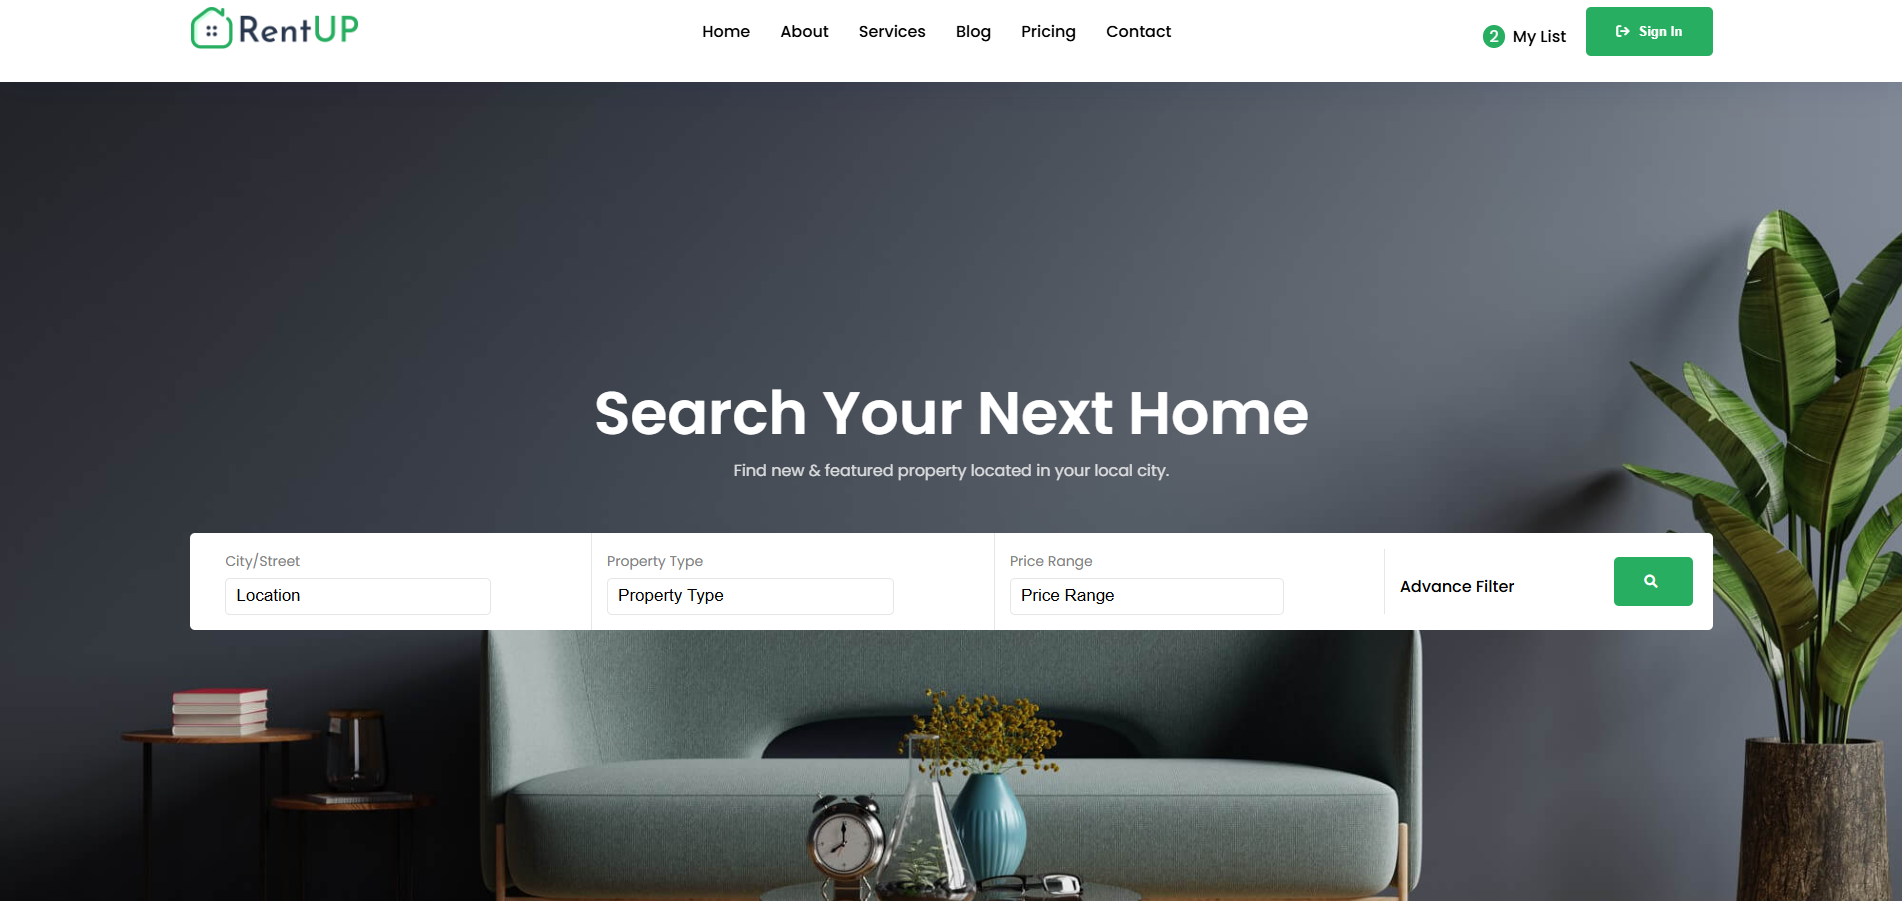 RentUP
Home About Services Blog Pricing Contact
2 My List
Sign In
Search Your Next Home
Find new & featured property located in your local city.
City/Street
Location
Property Type
Property Type
Price Range
Price Range
Advance Filter